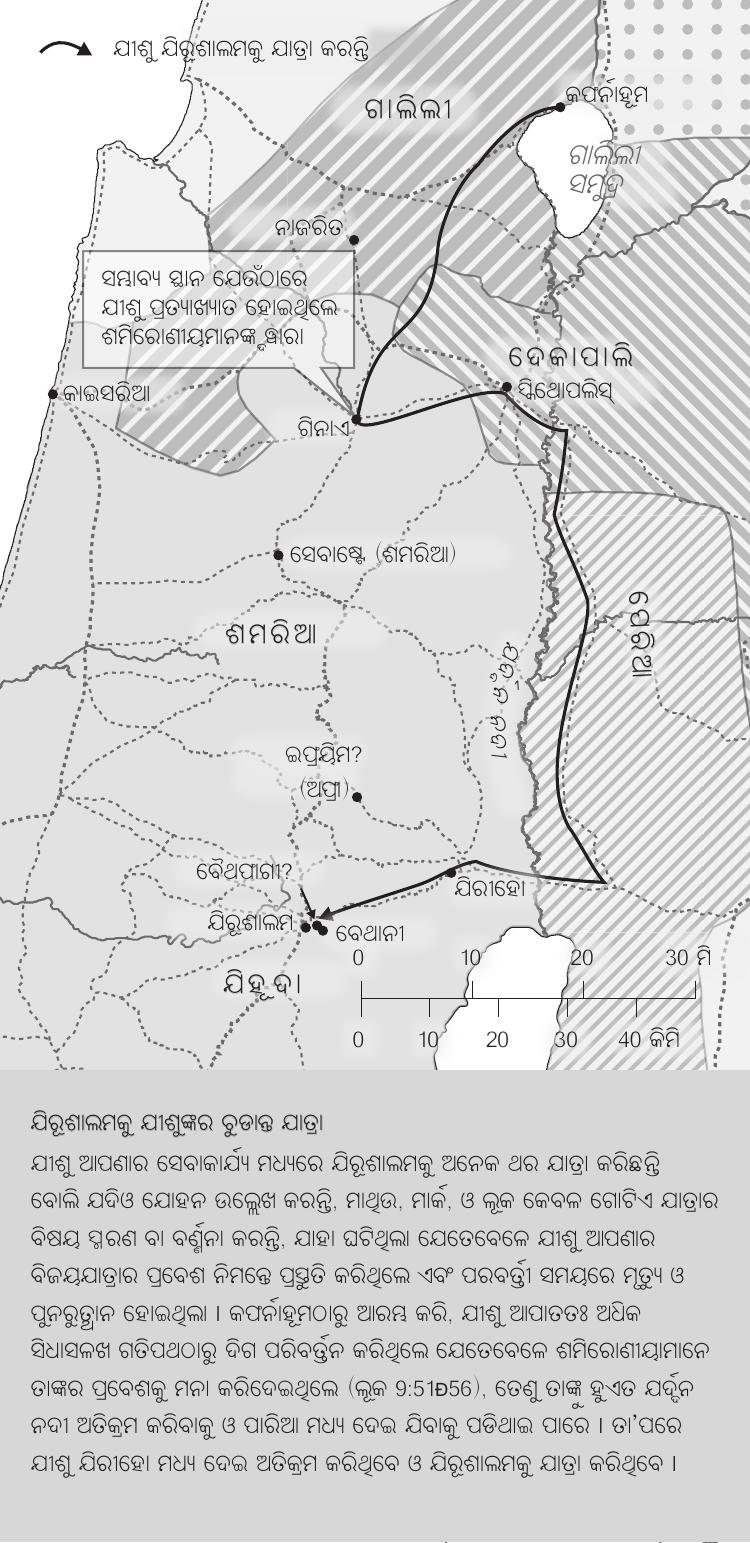 ଯୀଶୁ ଯିରୂଶାଲମକୁ ଯାତ୍ରା କରନ୍ତି
କଫର୍ନାହୂମ
ଗାଲିଲୀ
ଗାଲିଲୀ
ସମୁଦ୍ର
ନାଜରିତ
ସମ୍ଭାବ୍ୟ ସ୍ଥାନ ଯେଉଁଠାରେ
ଯୀଶୁ ପ୍ରତ୍ୟାଖ୍ୟାତ ହୋଇଥିଲେ
ଶମିରୋଣୀୟମାନଙ୍କ ଦ୍ୱାରା
ଦେକାପାଲି
କାଇସରିଆ
ସ୍କିଥୋପଲିସ୍
ଗିନାଏ
ସେବାଷ୍ଟେ (ଶମରିଆ)
ପେରିଆ
ଶମରିଆ
ଯର୍ଦ୍ଦନ ନଦୀ
ଇଫ୍ରୟିମ?
(ଅଫ୍ରା)
ବୈଥଫାଗୀ?
ଯିରୀହୋ
ଯିରୂଶାଲମ
ବେଥାନୀ
0 10 20 30 ମି
ଯିହୂଦା
0 10 20 30 40 କିମି
ଯିରୂଶାଲମକୁ ଯୀଶୁଙ୍କର ଚୁଡାନ୍ତ ଯାତ୍ରା
ଯୀଶୁ ଆପଣାର ସେବାକାର୍ଯ୍ୟ ମଧ୍ୟରେ ଯିରୂଶାଲମକୁ ଅନେକ ଥର ଯାତ୍ରା କରିଛନ୍ତି
ବୋଲି ଯଦିଓ ଯୋହନ ଉଲ୍ଲେଖ କରନ୍ତି, ମାଥିଉ, ମାର୍କ, ଓ ଲୂକ କେବଳ ଗୋଟିଏ ଯାତ୍ରାର
ବିଷୟ ସ୍ମରଣ ବା ବର୍ଣ୍ଣନା କରନ୍ତି, ଯାହା ଘଟିଥିଲା ଯେତେବେଳେ ଯୀଶୁ ଆପଣାର
ବିଜୟଯାତ୍ରାର ପ୍ରବେଶ ନିମନ୍ତେ ପ୍ରସ୍ତୁତି କରିଥିଲେ ଏବଂ ପରବର୍ତ୍ତୀ ସମୟରେ ମୃତ୍ୟୁ ଓ
ପୁନରୁତ୍ଥାନ ହୋଇଥିଲା । କଫର୍ନାହୂମଠାରୁ ଆରମ୍ଭ କରି, ଯୀଶୁ ଆପାତତଃ ଅଧିକ
ସିଧାସଳଖ ଗତିପଥଠାରୁ ଦିଗ ପରିବର୍ତ୍ତନ କରିଥିଲେ ଯେତେବେଳେ ଶମିରୋଣୀୟାମାନେ
ତାଙ୍କର ପ୍ରବେଶକୁ ମନା କରିଦେଇଥିଲେ (ଲୂକ 9:51Ð56), ତେଣୁ ତାଙ୍କୁ ହୁଏତ ଯର୍ଦ୍ଦନ
ନଦୀ ଅତିକ୍ରମ କରିବାକୁ ଓ ପାରିଆ ମଧ୍ୟ ଦେଇ ଯିବାକୁ ପଡିଥାଇ ପାରେ । ତା'ପରେ
ଯୀଶୁ ଯିରୀହୋ ମଧ୍ୟ ଦେଇ ଅତିକ୍ରମ କରିଥିବେ ଓ ଯିରୂଶାଲମକୁ ଯାତ୍ରା କରିଥିବେ ।